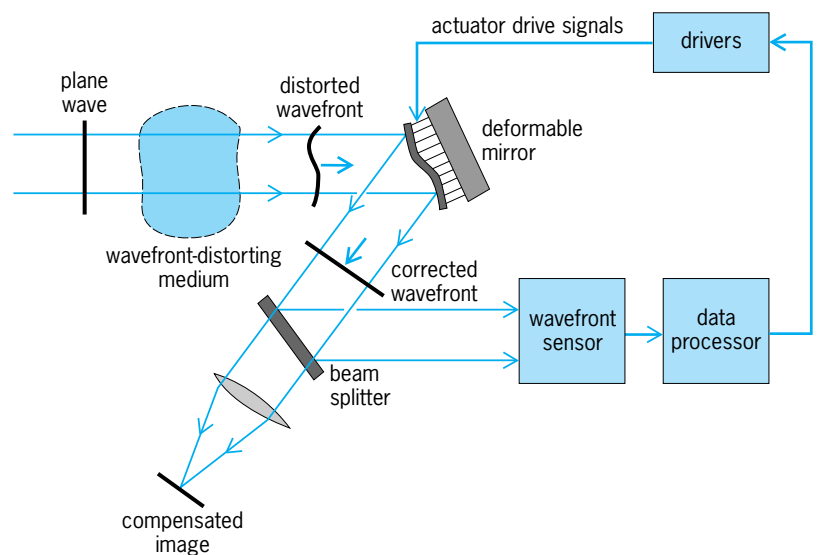 actuator drive signals
drivers
plane
wave
distorted
wavefront
deformable
mirror
wavefront-distorting
medium
corrected
wavefront
wavefront
sensor
data
processor
beam
splitter
compensated
image